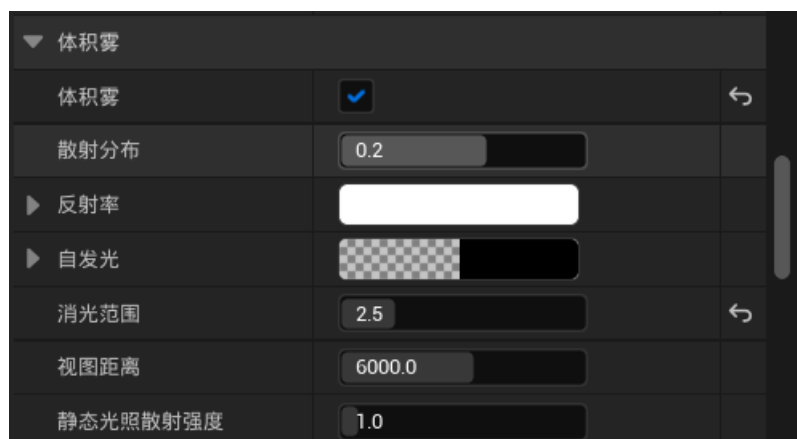 体积雾
体积雾
散射分布 0.2
反射率
自发光
消光范围 2.5
视图距离 6000.0
静态光照散射强度 1.0